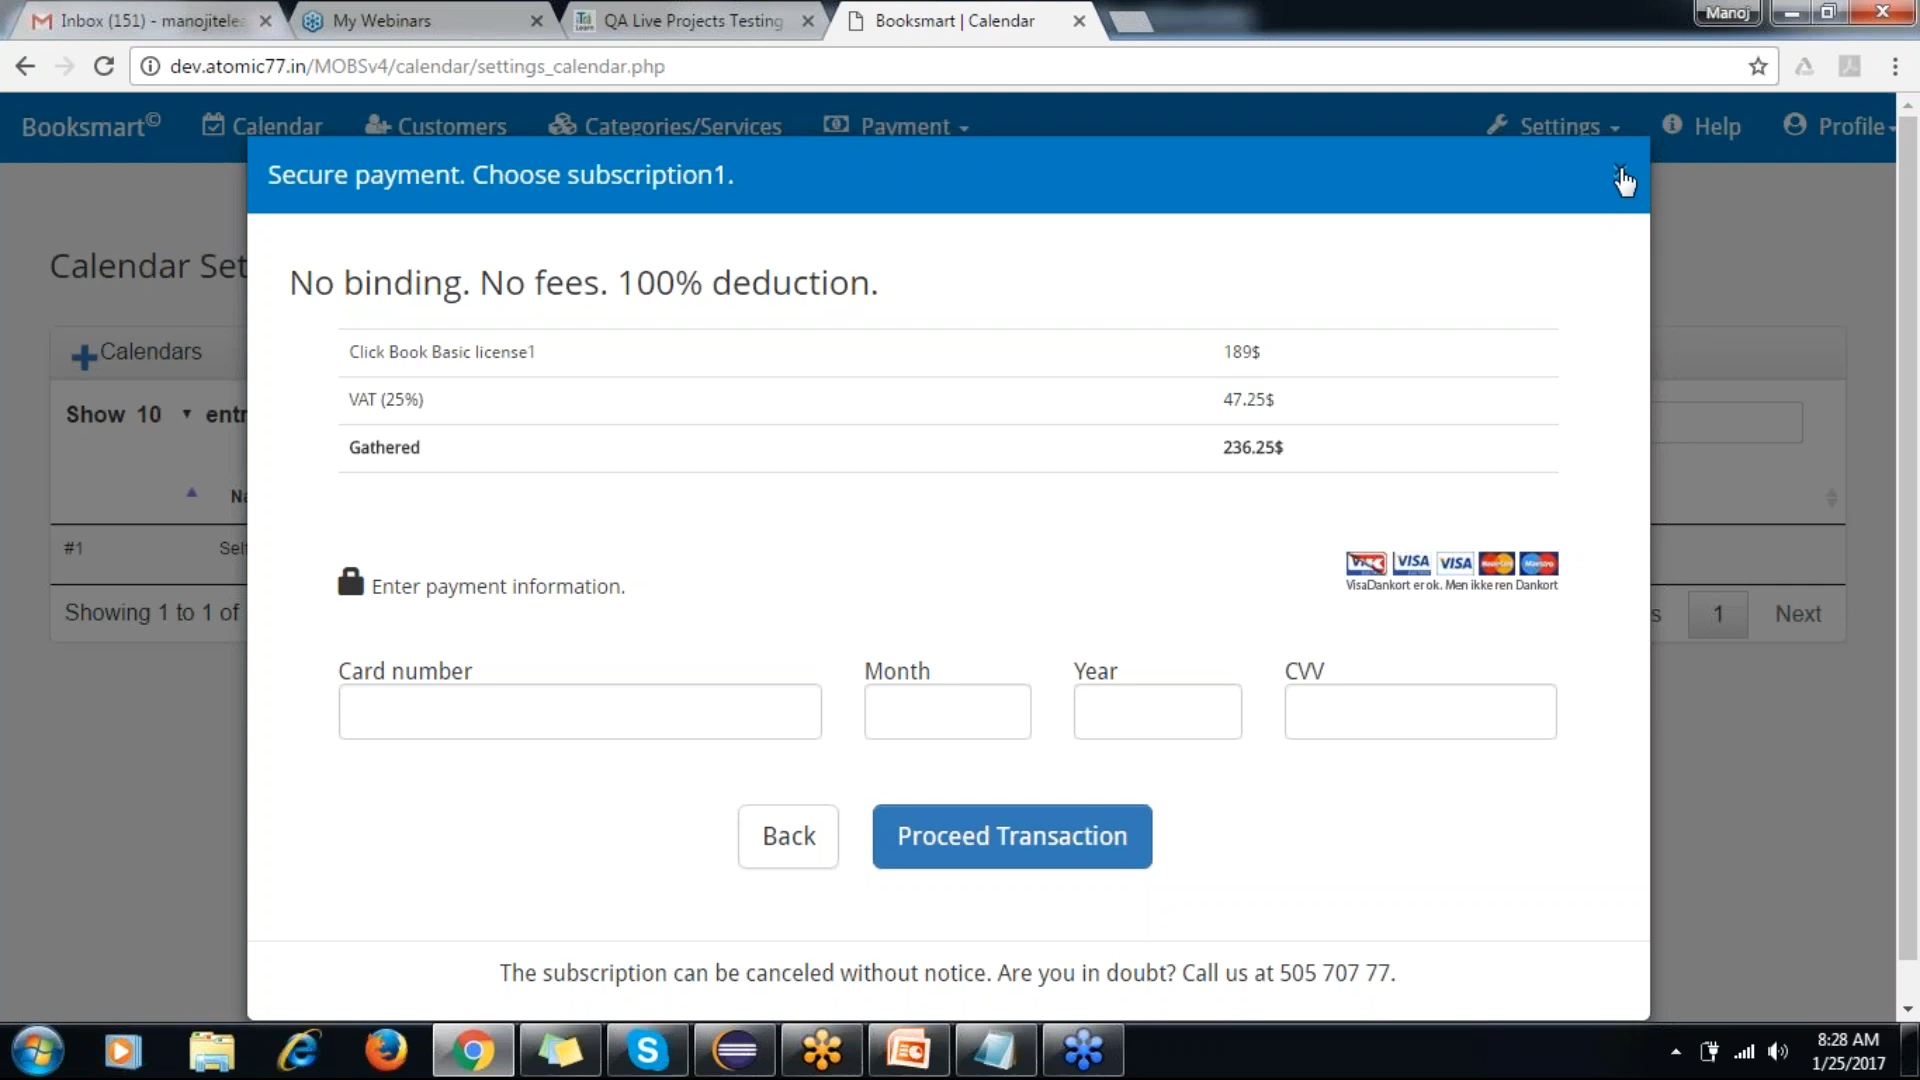 Inbox (151) - manojitelea
My Webinars
QA Live Projects Testing
Booksmart | Calendar
Manoj
dev.atomic77.in/MOBSv4/calendar/settings_calendar.php
Booksmart©
Calendar
Customers
Categories/Services
Payment
Settings
Help
Profile
Secure payment. Choose subscription1.
Calendar Set
No binding. No fees. 100% deduction.
Calendars
Click Book Basic license1 189$
VAT (25%) 47.25$
Show 10 entr
Gathered 236.25$
Na
#1 Sel
VISA VISA
Enter payment information.
VisaDankort er ok. Men ikke ren Dankort
Showing 1 to 1 of
s 1 Next
Card number Month Year CVV
Back
Proceed Transaction
The subscription can be canceled without notice. Are you in doubt? Call us at 505 707 77.
8:28 AM
1/25/2017